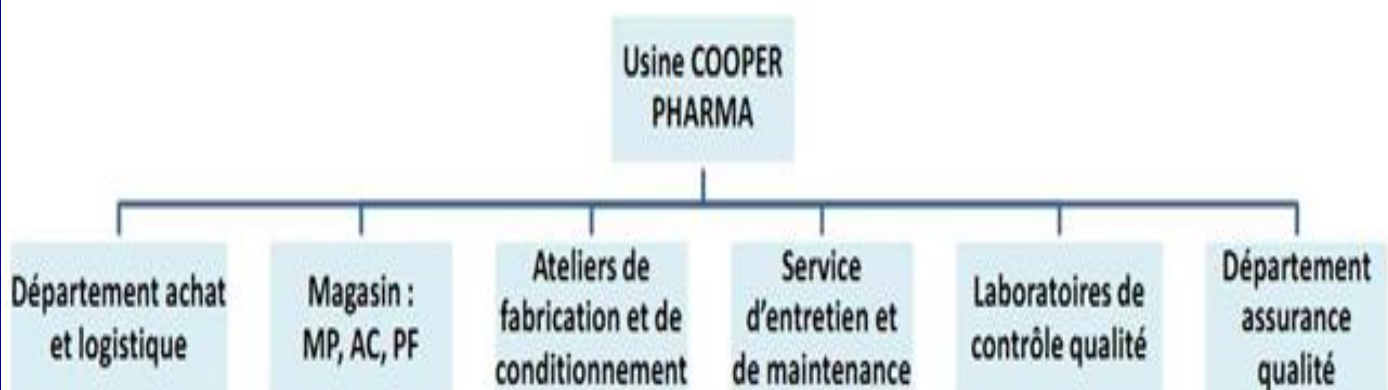 Usine COOPER
PHARMA
Département achat
et logistique
Magasin :
MP, AC, PF
Ateliers de
fabrication et de
conditionnement
Service
d'entretien et
de maintenance
Laboratoires de
contrôle qualité
Département
assurance
qualité